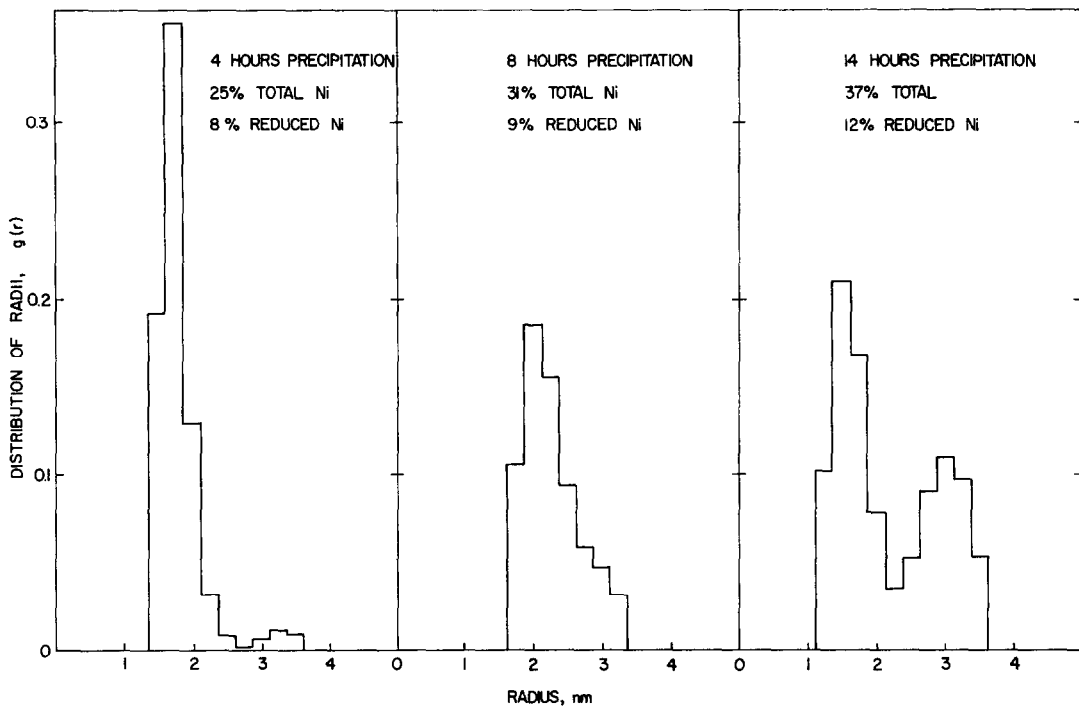 4 HOURS PRECIPITATION
25% TOTAL Ni
8% REDUCED Ni
8 HOURS PRECIPITATION
31% TOTAL Ni
9% REDUCED Ni
14 HOURS PRECIPITATION
37% TOTAL
12% REDUCED Ni
DISTRIBUTION OF RADII, g(r)
0.3
0.2
0.1
0
1 2 3 4 0 1 2 3 4 0 1 2 3 4
RADIUS, nm